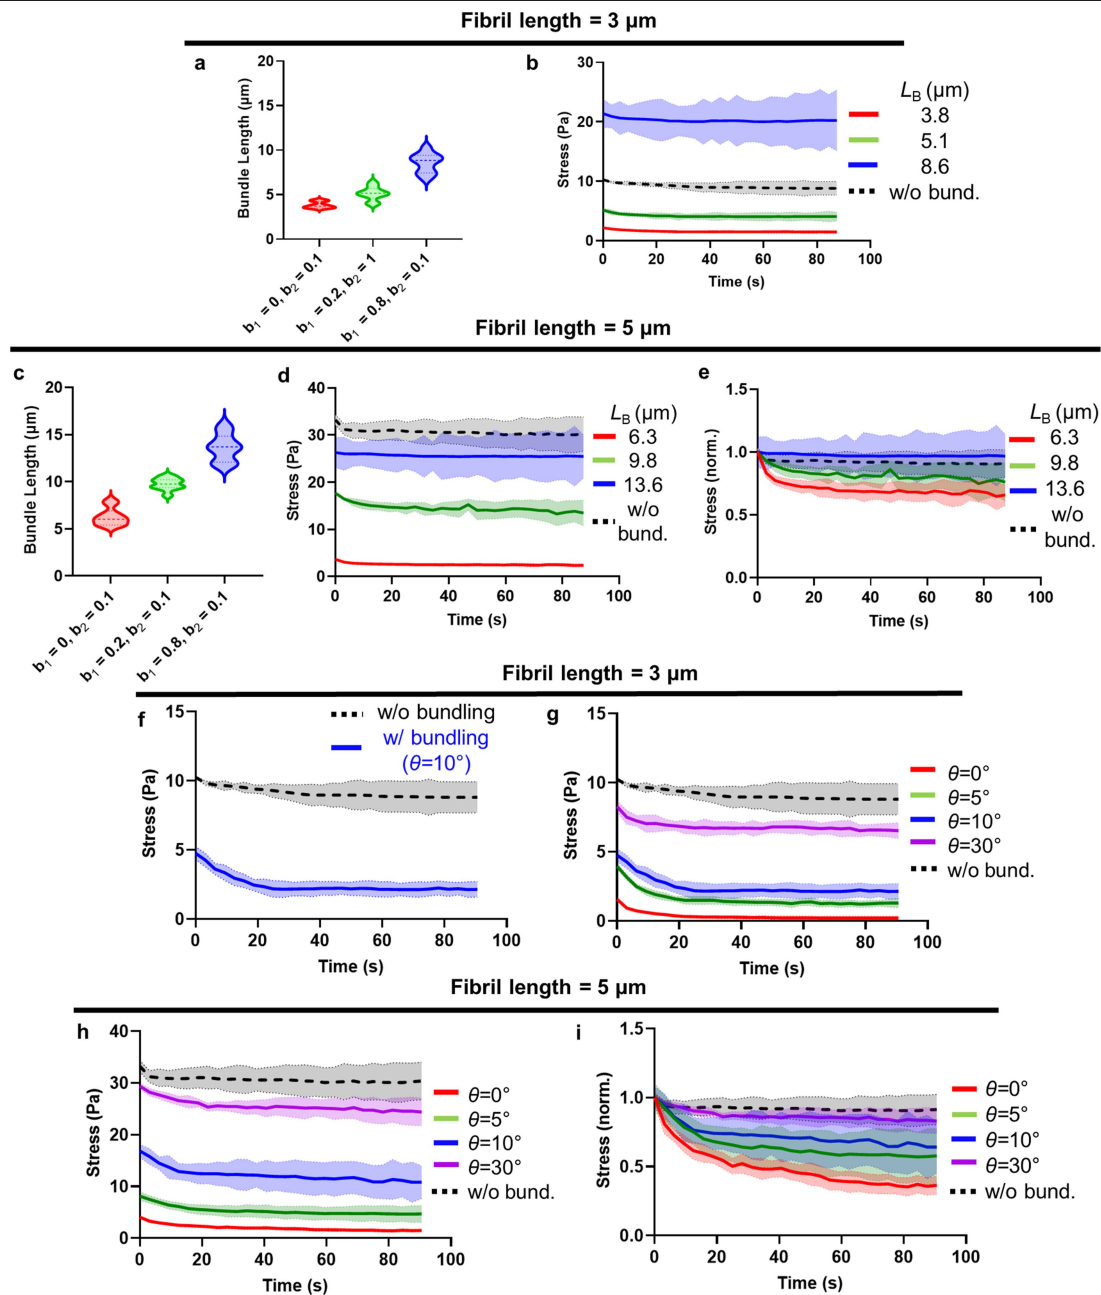 Fibril length = 3 µm
a
20
15
10
5
0
Bundle Length (µm)
b₁ = 0, b₂ = 0.1
b₁ = 0.2, b₂ = 1
b₁ = 0.8, b₂ = 0.1
b
30
20
10
0
Stress (Pa)
0 20 40 60 80 100
Time (s)
L_B (µm)
3.8
5.1
8.6
w/o bund.
Fibril length = 5 µm
c
20
15
10
5
0
Bundle Length (µm)
b₁ = 0, b₂ = 0.1
b₁ = 0.2, b₂ = 0.1
b₁ = 0.8, b₂ = 0.1
d
40
30
20
10
0
Stress (Pa)
0 20 40 60 80 100
Time (s)
L_B (µm)
6.3
9.8
13.6
w/o
bund.
e
1.5
1.0
0.5
0.0
Stress (norm.)
0 20 40 60 80 100
Time (s)
L_B (µm)
6.3
9.8
13.6
w/o
bund.
Fibril length = 3 µm
f
15
10
5
0
Stress (Pa)
0 20 40 60 80 100
Time (s)
w/o bundling
w/ bundling
(θ=10°)
g
15
10
5
0
Stress (Pa)
0 20 40 60 80 100
Time (s)
θ=0°
θ=5°
θ=10°
θ=30°
w/o bund.
Fibril length = 5 µm
h
40
30
20
10
0
Stress (Pa)
0 20 40 60 80 100
Time (s)
θ=0°
θ=5°
θ=10°
θ=30°
w/o bund.
i
1.5
1.0
0.5
0.0
Stress (norm.)
0 20 40 60 80 100
Time (s)
θ=0°
θ=5°
θ=10°
θ=30°
w/o bund.